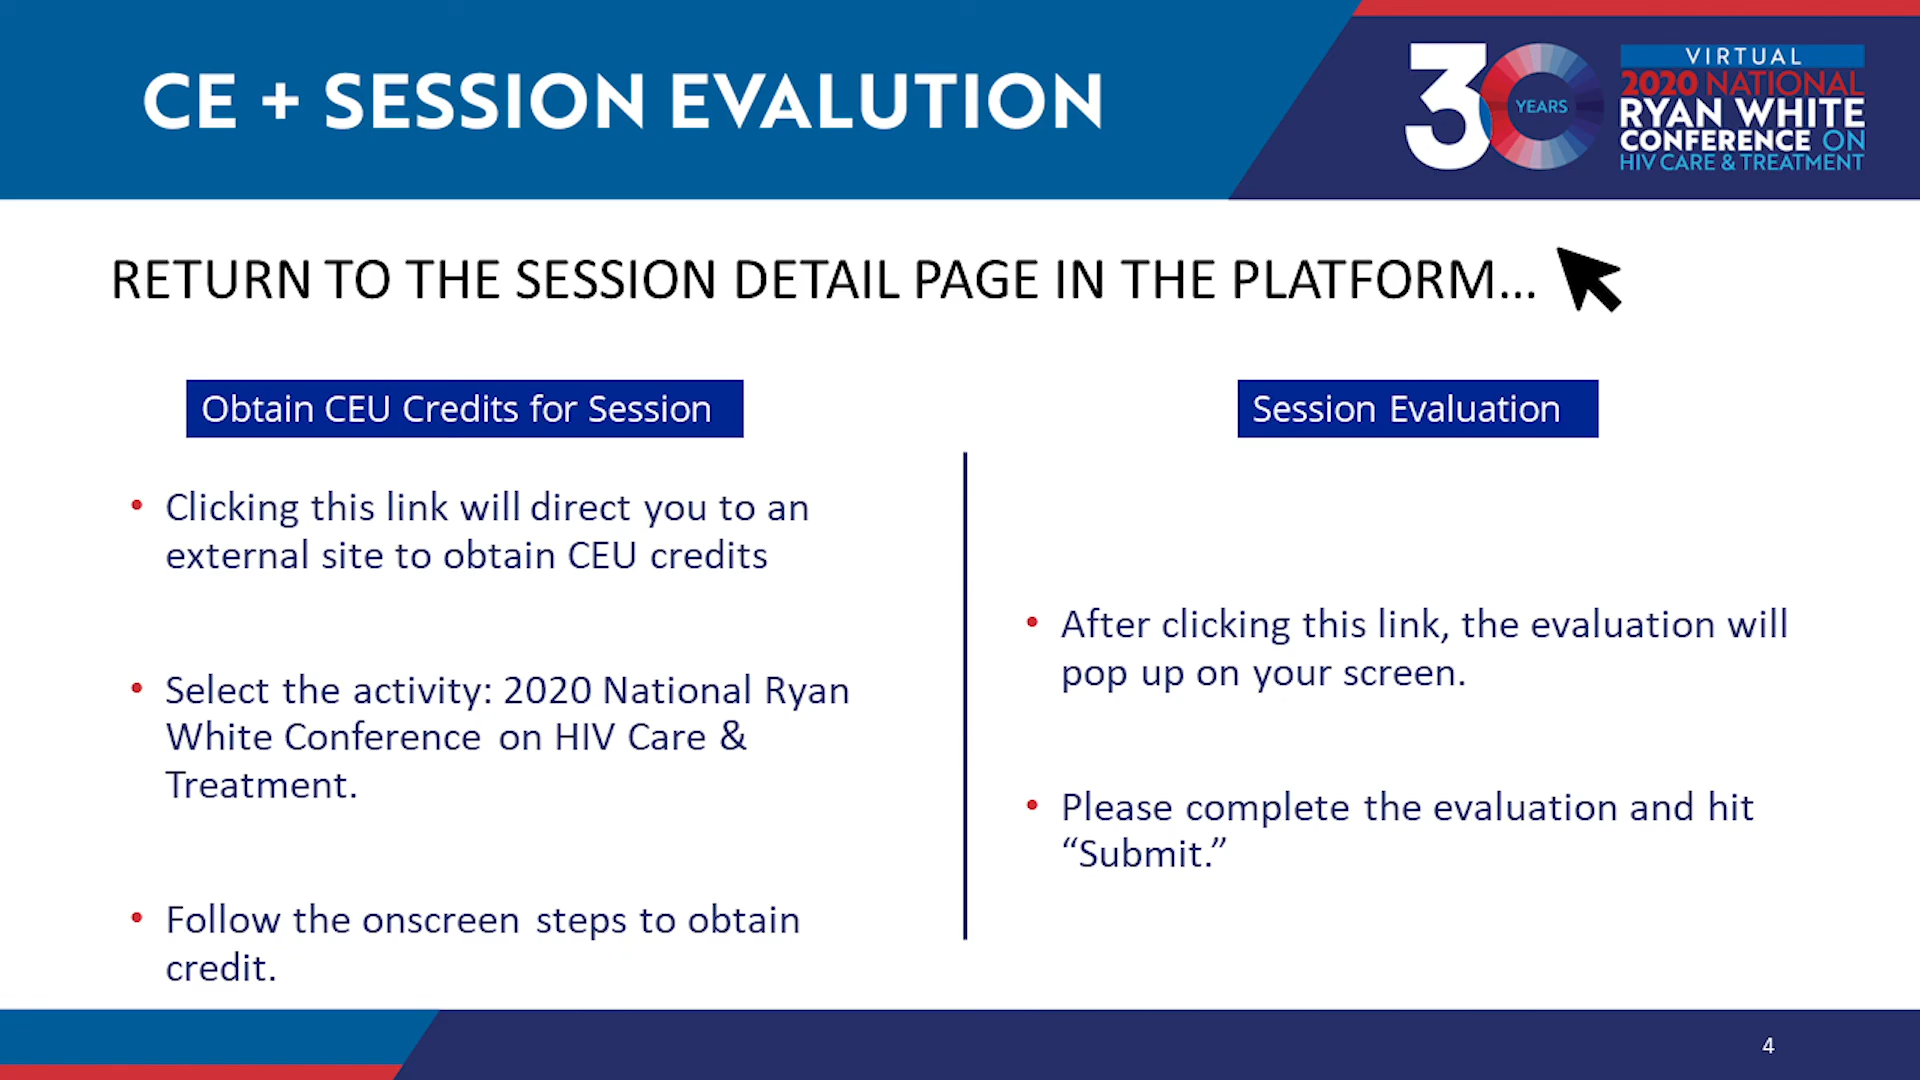 CE + SESSION EVALUTION
30 YEARS
VIRTUAL
2020 NATIONAL
RYAN WHITE
CONFERENCE ON
HIV CARE & TREATMENT
RETURN TO THE SESSION DETAIL PAGE IN THE PLATFORM...
Obtain CEU Credits for Session
• Clicking this link will direct you to an
external site to obtain CEU credits
• Select the activity: 2020 National Ryan
White Conference on HIV Care &
Treatment.
• Follow the onscreen steps to obtain
credit.
Session Evaluation
• After clicking this link, the evaluation will
pop up on your screen.
• Please complete the evaluation and hit
“Submit.”
4